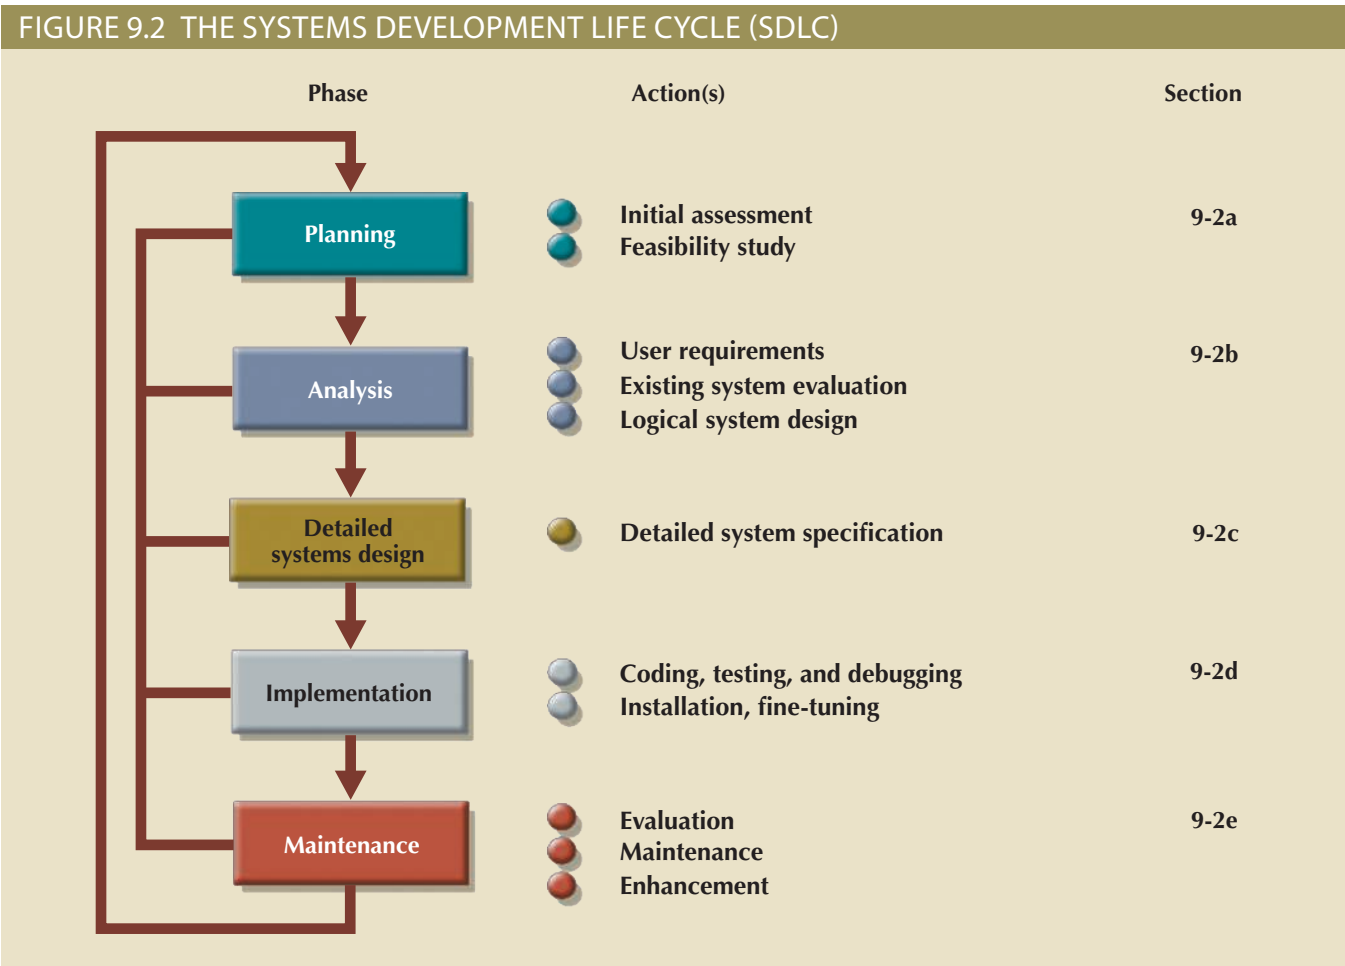 FIGURE 9.2 THE SYSTEMS DEVELOPMENT LIFE CYCLE (SDLC)
Phase Action(s) Section
Planning
Initial assessment
Feasibility study
9-2a
Analysis
User requirements
Existing system evaluation
Logical system design
9-2b
Detailed
systems design
Detailed system specification
9-2c
Implementation
Coding, testing, and debugging
Installation, fine-tuning
9-2d
Maintenance
Evaluation
Maintenance
Enhancement
9-2e